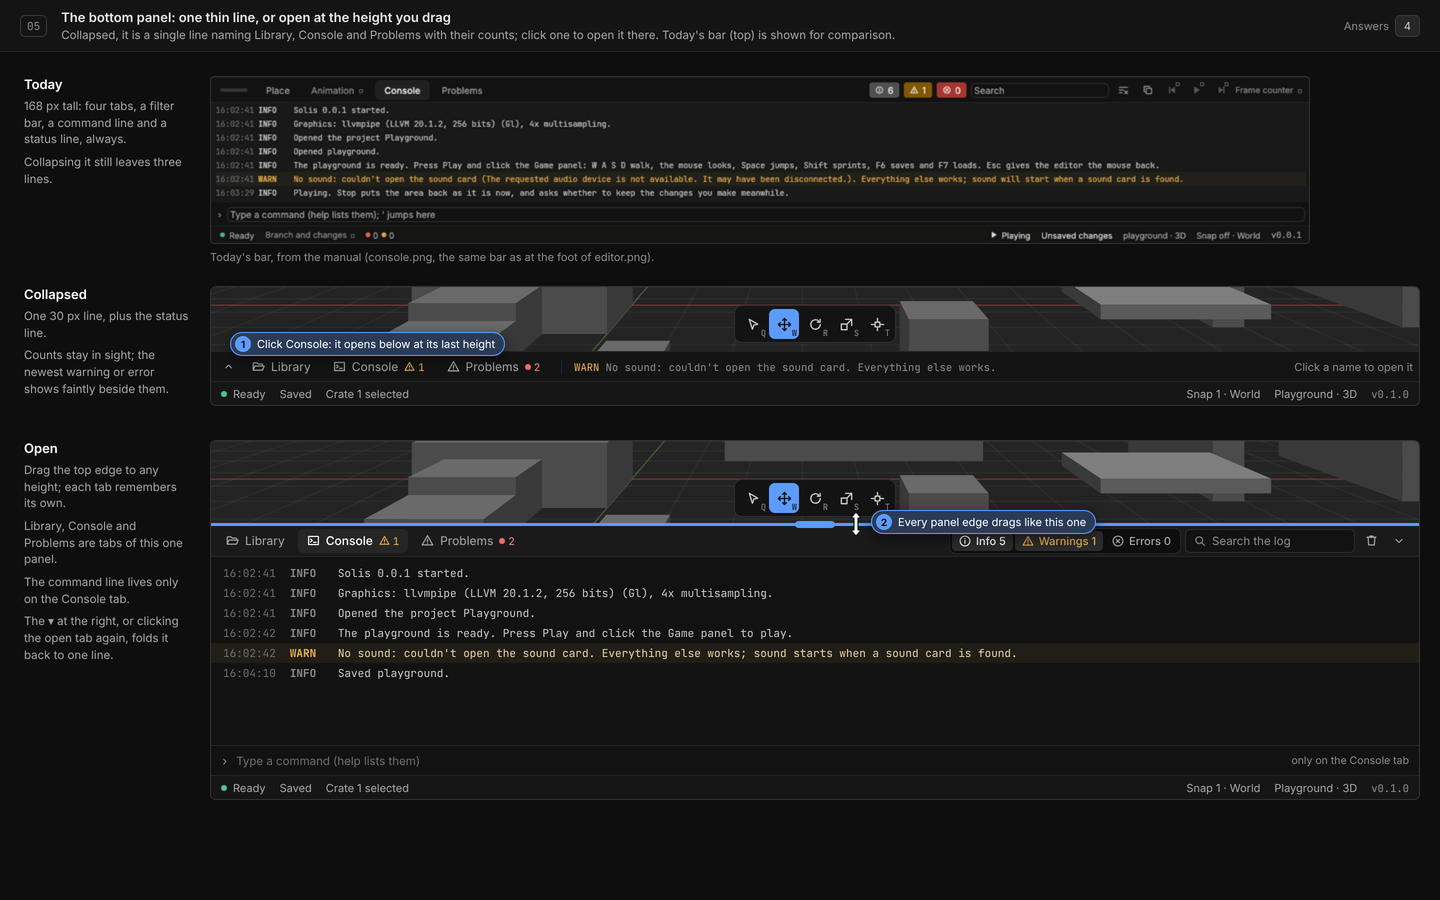 05
The bottom panel: one thin line, or open at the height you drag
Collapsed, it is a single line naming Library, Console and Problems with their counts; click one to open it there. Today's bar (top) is shown for comparison.
Answers 4
Today
168 px tall: four tabs, a filter
bar, a command line and a
status line, always.
Collapsing it still leaves three
lines.
Place Animation Console Problems 6 1 0 Search Frame counter
16:02:41 INFO Solis 0.0.1 started.
16:02:41 INFO Graphics: llvmpipe (LLVM 20.1.2, 256 bits) (Gl), 4x multisampling.
16:02:41 INFO Opened the project Playground.
16:02:41 INFO Opened playground.
16:02:41 INFO The playground is ready. Press Play and click the Game panel: W A S D walk, the mouse looks, Space jumps, Shift sprints, F6 saves and F7 loads. Esc gives the editor the mouse back.
16:02:41 WARN No sound: couldn't open the sound card (The requested audio device is not available. It may have been disconnected.). Everything else works; sound will start when a sound card is found.
16:03:29 INFO Playing. Stop puts the area back as it is now, and asks whether to keep the changes you make meanwhile.
› Type a command (help lists them); ' jumps here
Ready Branch and changes 0 0 Playing Unsaved changes playground · 3D Snap off · World v0.0.1
Today's bar, from the manual (console.png, the same bar as at the foot of editor.png).
Collapsed
One 30 px line, plus the status
line.
Counts stay in sight; the
newest warning or error
shows faintly beside them.
Q W R S T
1 Click Console: it opens below at its last height
Library Console 1 Problems 2 WARN No sound: couldn't open the sound card. Everything else works. Click a name to open it
Ready Saved Crate 1 selected Snap 1 · World Playground · 3D v0.1.0
Open
Drag the top edge to any
height; each tab remembers
its own.
Library, Console and
Problems are tabs of this one
panel.
The command line lives only
on the Console tab.
The ▾ at the right, or clicking
the open tab again, folds it
back to one line.
Q W R S T
2 Every panel edge drags like this one
Library Console 1 Problems 2 Info 5 Warnings 1 Errors 0 Search the log
16:02:41 INFO Solis 0.0.1 started.
16:02:41 INFO Graphics: llvmpipe (LLVM 20.1.2, 256 bits) (Gl), 4x multisampling.
16:02:41 INFO Opened the project Playground.
16:02:42 INFO The playground is ready. Press Play and click the Game panel to play.
16:02:42 WARN No sound: couldn't open the sound card. Everything else works; sound starts when a sound card is found.
16:04:10 INFO Saved playground.
› Type a command (help lists them) only on the Console tab
Ready Saved Crate 1 selected Snap 1 · World Playground · 3D v0.1.0